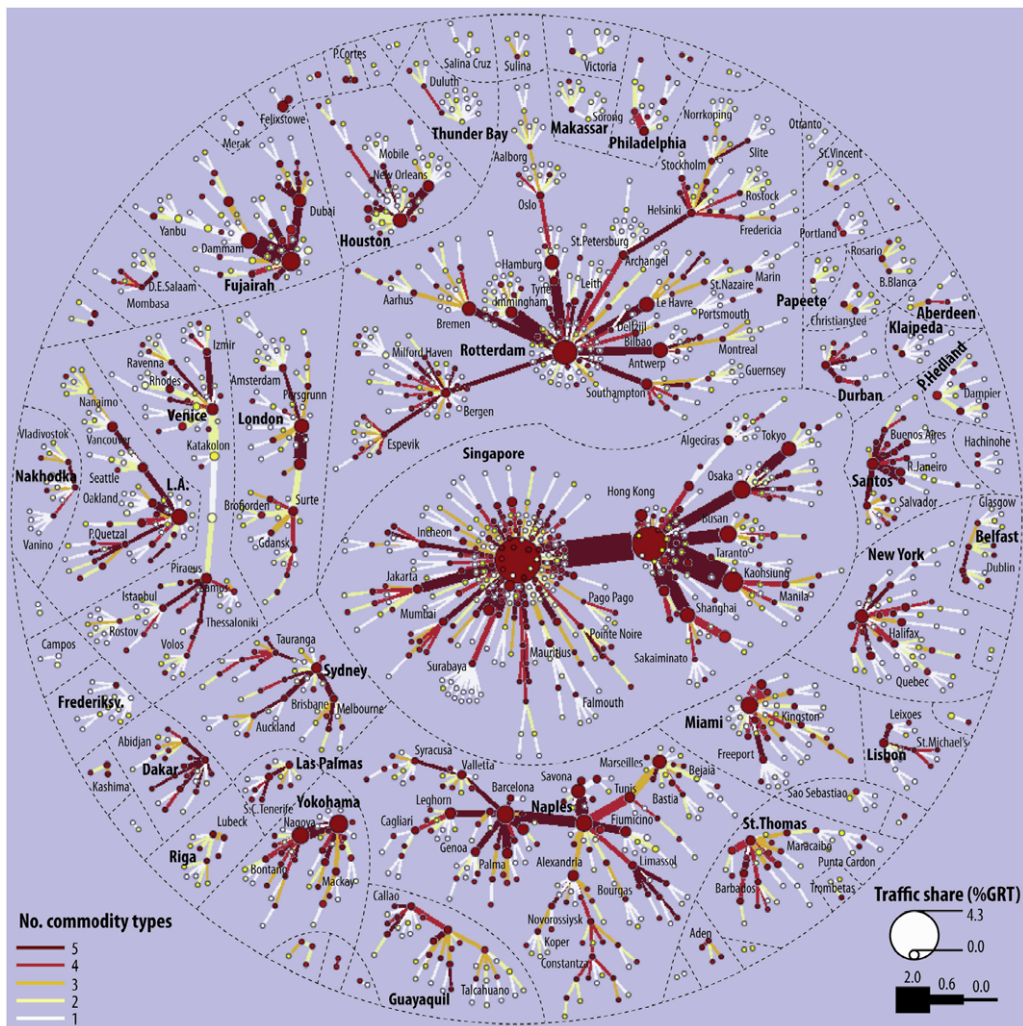 P.Cortes
Salina Cruz
Sulina
Victoria
Duluth
Felixstowe
Thunder Bay
Makassar
Sorong
Philadelphia
Norrkoping
Otranto
Merak
Mobile
Aalborg
Stockholm
Slite
St.Vincent
New Orleans
Oslo
Rostock
Dubai
Helsinki
Yanbu
Fredericia
Portland
Dammam
Houston
St.Petersburg
Rosario
Fujairah
Hamburg
Archangel
B.Blanca
D.E.Salaam
Tyne
Leith
Marin
Mombasa
Aarhus
Immingham
St.Nazaire
Papeete
Le Havre
Aberdeen
Bremen
Portsmouth
Christianstee
Klaipeda
Delfzijl
Izmir
Bilbao
Ravenna
Milford Haven
Rotterdam
Montreal
Amsterdam
Antwerp
P.Hedland
Rhodes
Guernsey
Porsgrunn
Southampton
Durban
Dampier
Nanaimo
Venice
London
Bergen
Vladivostok
Vancouver
Katakolon
Espevik
Algeciras
Tokyo
Buenos Aires
Hachinohe
Nakhodka
Seattle
Singapore
R.Janeiro
L.A.
Osaka
Santos
Oakland
Hong Kong
Surte
Salvador
Glasgow
Brofjorden
Busan
P.Quetzal
Incheon
Belfast
Vanino
Gdansk
Taranto
New York
Piraeus
Kaohsiung
Dublin
Jakarta
Samos
Manila
Istanbul
Mumbai
Pago Pago
Shanghai
Thessaloniki
Rostov
Pointe Noire
Halifax
Campos
Volos
Tauranga
Mauritius
Sakaiminato
Surabaya
Sydney
Quebec
Frederiksy.
Brisbane
Melbourne
Falmouth
Miami
Kingston
Leixoes
Abidjan
Auckland
St.Michael's
Freeport
Lisbon
Dakar
Las Palmas
Syracusa
Marseilles
Valletta
Bejaia
Kashima
Savona
Barcelona
Tunis
S.C.Tenerife
Yokohama
Leghorn
Naples
Bastia
Sao Sebastiao
Lubeck
Nagoya
Cagliari
Fiumicino
St.Thomas
Riga
Genoa
Maracaibo
Bontang
Palma
Alexandria
Limassol
Punta Cardon
Mackay
Barbados
Trombetas
Callao
Bourgas
Traffic share (%GRT)
4.3
No. commodity types
Novorossiysk
Aden
5
Koper
0.0
4
Constantza
3
Talcahuano
2.0 0.6 0.0
2
Guayaquil
1